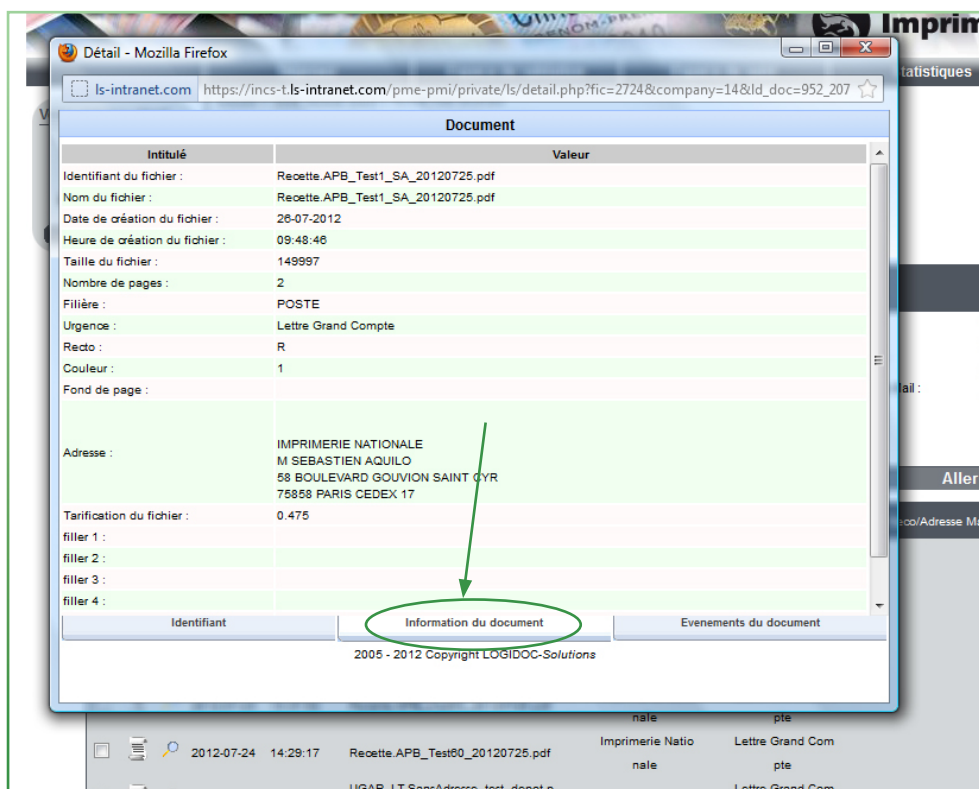 Imprim
Détail - Mozilla Firefox
tatistiques
ls-intranet.com https://incs-t.ls-intranet.com/pme-pmi/private/ls/detail.php?fic=2724&company=14&Id_doc=952_207
Document
Intitulé Valeur
Identifiant du fichier : Recette.APB_Test1_SA_20120725.pdf
Nom du fichier : Recette.APB_Test1_SA_20120725.pdf
Date de création du fichier : 26-07-2012
Heure de création du fichier : 09:48:46
Taille du fichier : 149997
Nombre de pages : 2
Filière : POSTE
Urgence : Lettre Grand Compte
Recto : R
Couleur : 1
Fond de page :
ail :
Adresse :
IMPRIMERIE NATIONALE
M SEBASTIEN AQUILO
58 BOULEVARD GOUVION SAINT CYR
75858 PARIS CEDEX 17
Aller
Tarification du fichier : 0.475
eco/Adresse Ma
filler 1 :
filler 2 :
filler 3 :
filler 4 :
Identifiant Information du document Evenements du document
2005 - 2012 Copyright LOGIDOC-Solutions
nale pte
2012-07-24 14:29:17 Recette.APB_Test60_20120725.pdf Imprimerie Natio Lettre Grand Com
nale pte